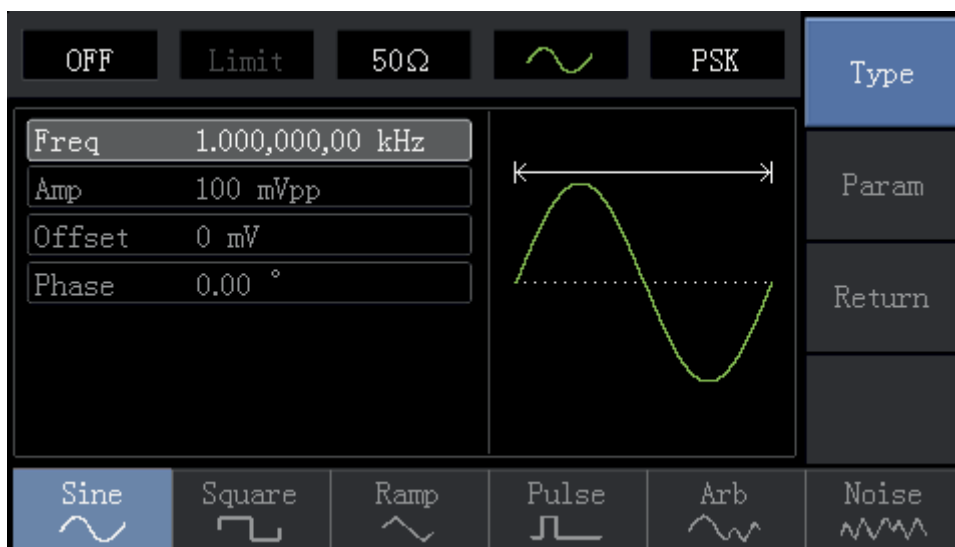 OFF Limit 50Ω PSK
Type
Freq 1.000,000,00 kHz
Amp 100 mVpp
Offset 0 mV
Phase 0.00 °
Param
Return
Sine Square Ramp Pulse Arb Noise